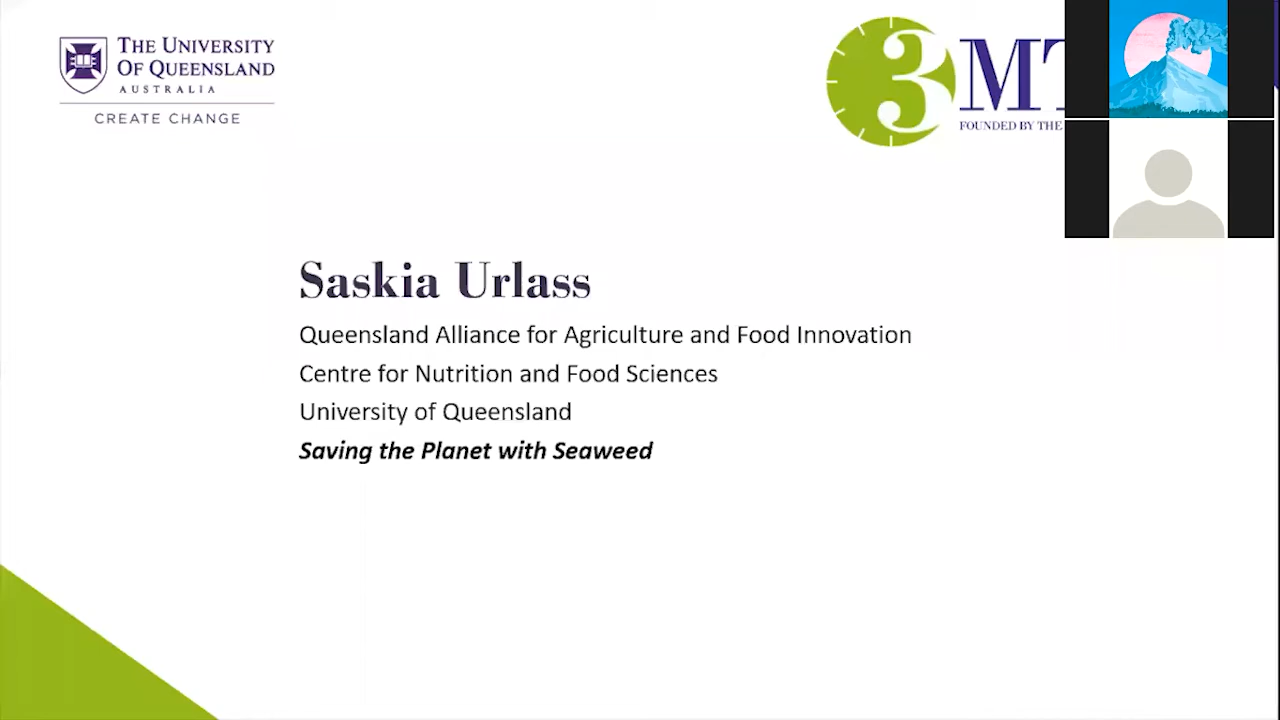 THE UNIVERSITY
OF QUEENSLAND
AUSTRALIA
CREATE CHANGE
3MT
FOUNDED BY THE
Saskia Urlass
Queensland Alliance for Agriculture and Food Innovation
Centre for Nutrition and Food Sciences
University of Queensland
Saving the Planet with Seaweed